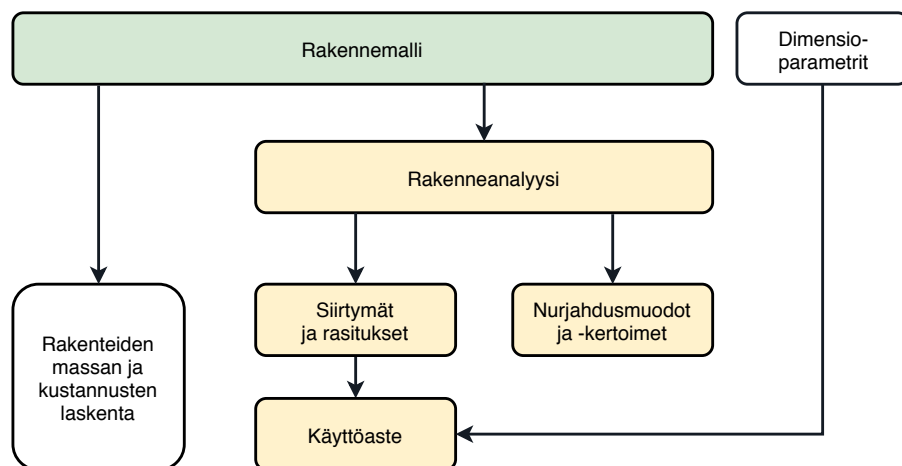 Rakennemalli
Dimensio-
parametrit
Rakenneanalyysi
Siirtymät
ja rasitukset
Nurjahdusmuodot
ja -kertoimet
Rakenteiden
massan ja
kustannusten
laskenta
Käyttöaste